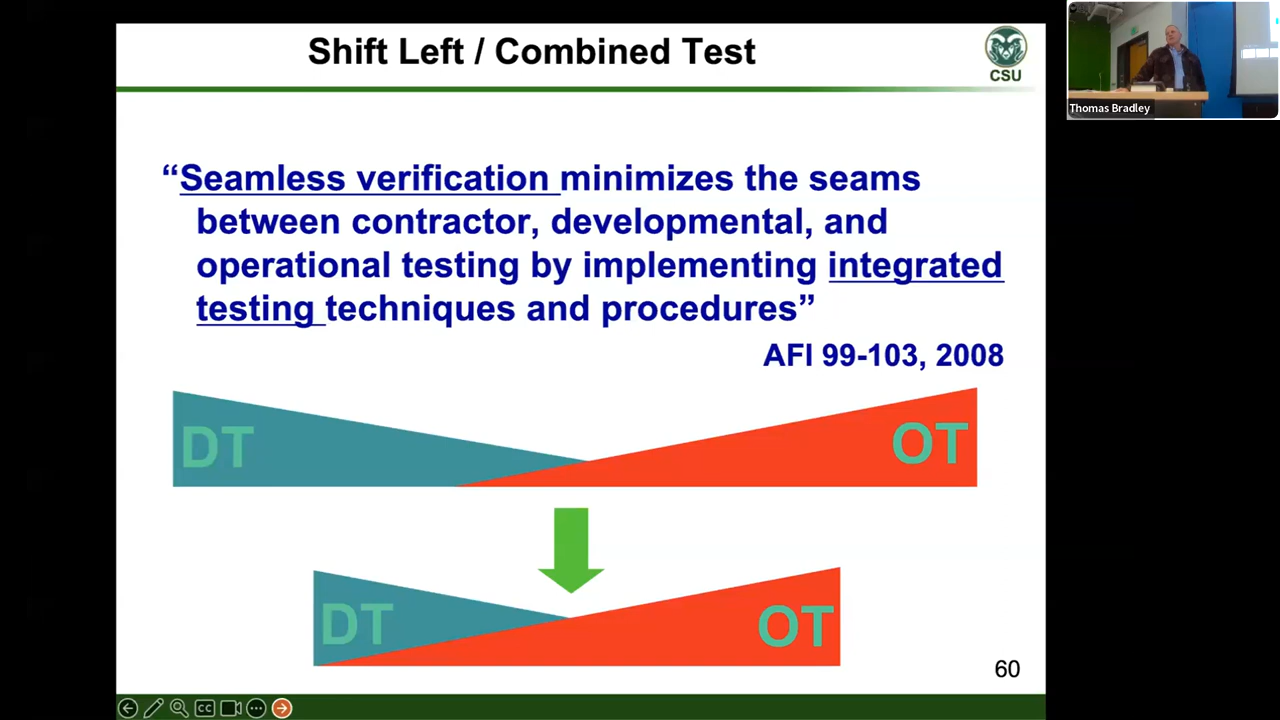 Shift Left / Combined Test
CSU
Thomas Bradley
“Seamless verification minimizes the seams
between contractor, developmental, and
operational testing by implementing integrated
testing techniques and procedures”
AFI 99-103, 2008
DT
OT
DT
OT
60
CC